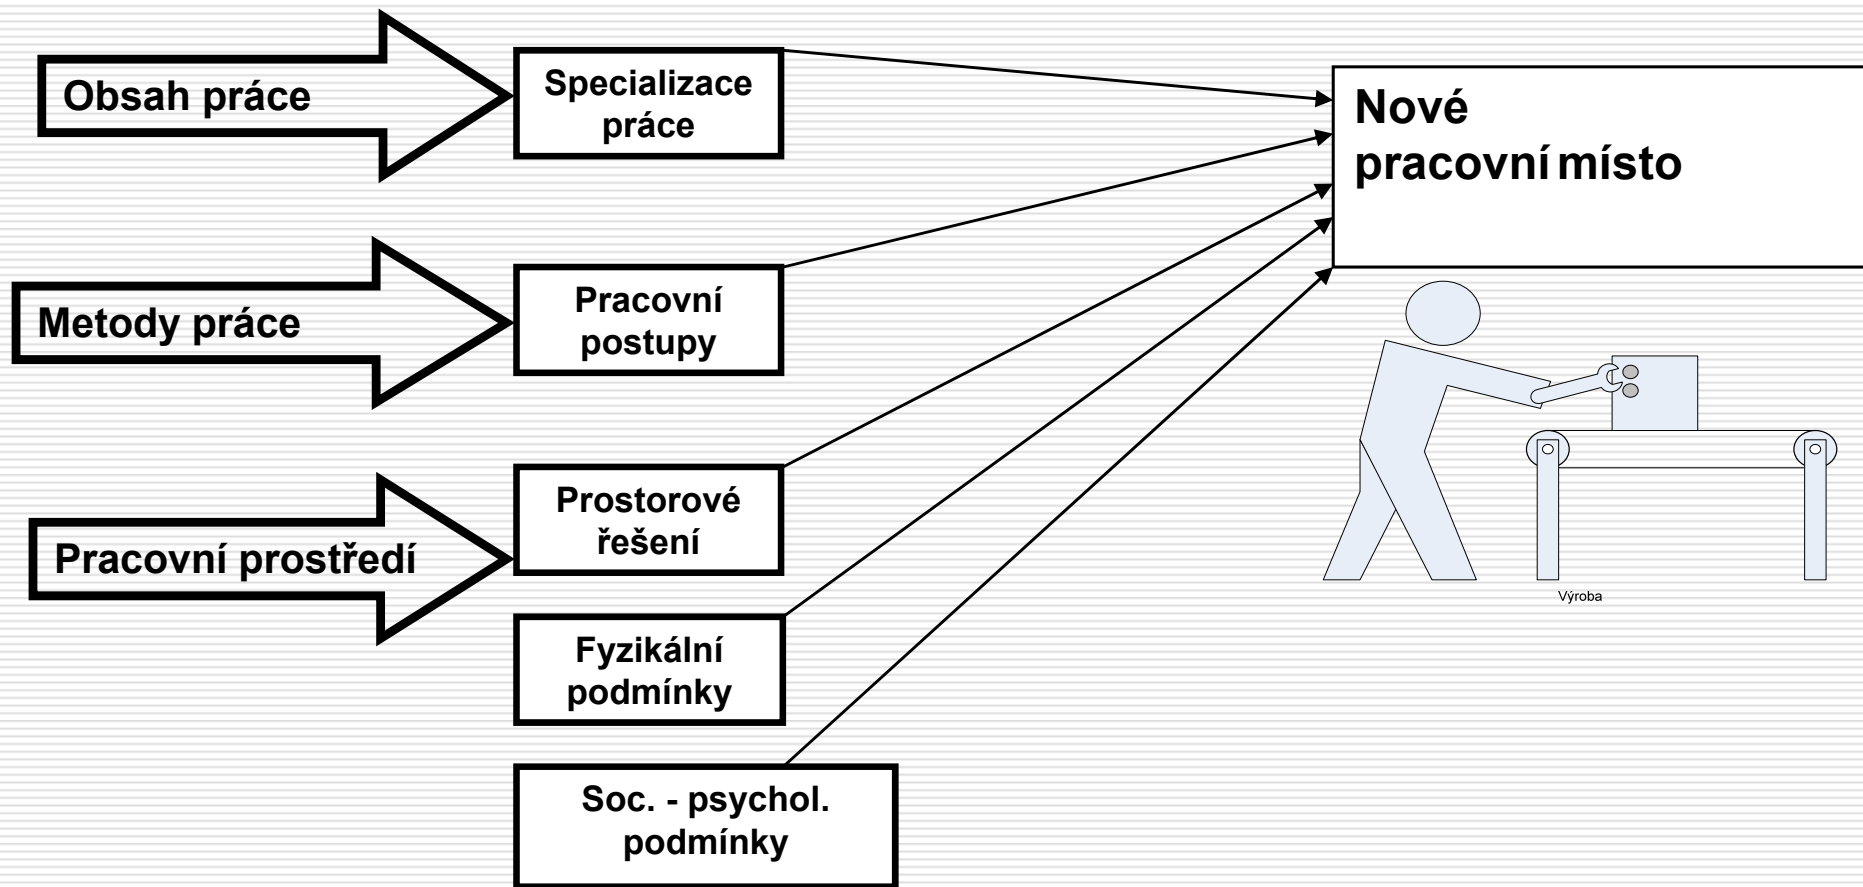 Obsah práce
Specializace
práce
Nové
pracovní místo
Metody práce
Pracovní
postupy
Pracovní prostředí
Prostorové
řešení
Fyzikální
podmínky
Soc. - psychol.
podmínky
Výroba